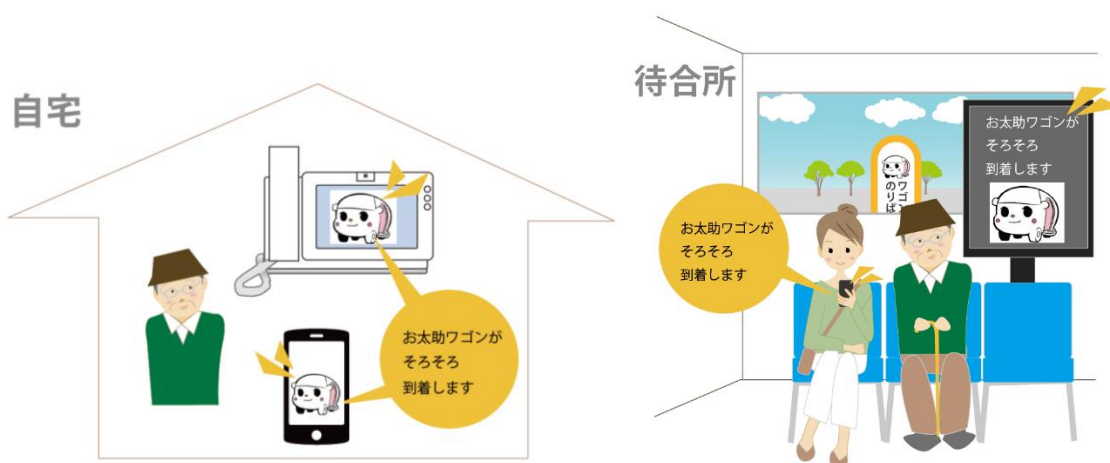 自宅
お太助ワゴンが
そろそろ
到着します
待合所
お太助ワゴンが
そろそろ
到着します
ワゴン
のりば
お太助ワゴンが
そろそろ
到着します